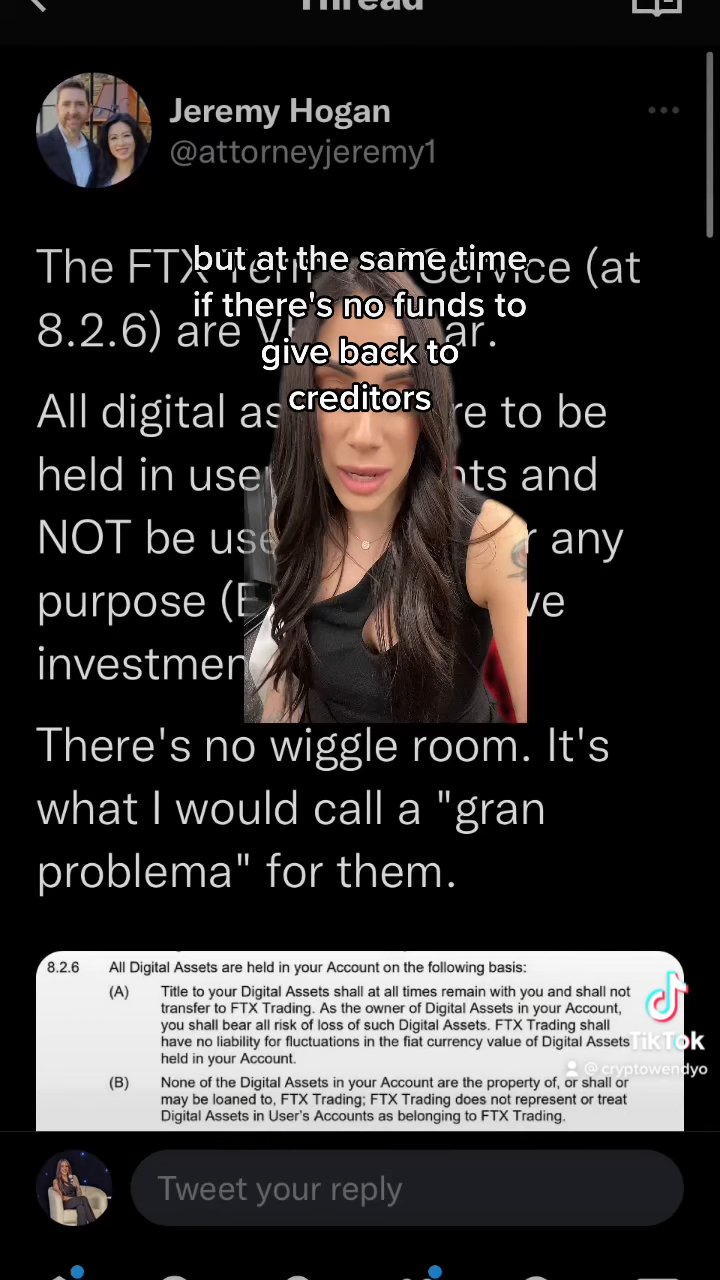 Thread
Jeremy Hogan
@attorneyjeremy1
but at the same time
if there's no funds to
give back to
creditors
The FTX Service (at
8.2.6) are
All digital to be
held in and
NOT be any
purpose
There's no wiggle room. It's
what I would call a "gran
problema" for them.
8.2.6 All Digital Assets are held in your Account on the following basis:
(A) Title to your Digital Assets shall at all times remain with you and shall not
transfer to FTX Trading. As the owner of Digital Assets in your Account,
you shall bear all risk of loss of such Digital Assets. FTX Trading shall
have no liability for fluctuations in the fiat currency value of Digital Assets
held in your Account.
(B) None of the Digital Assets in your Account are the property of, or shall or
may be loaned to, FTX Trading; FTX Trading does not represent or treat
Digital Assets in User's Accounts as belonging to FTX Trading.
TikTok
@cryptowendyo
Tweet your reply